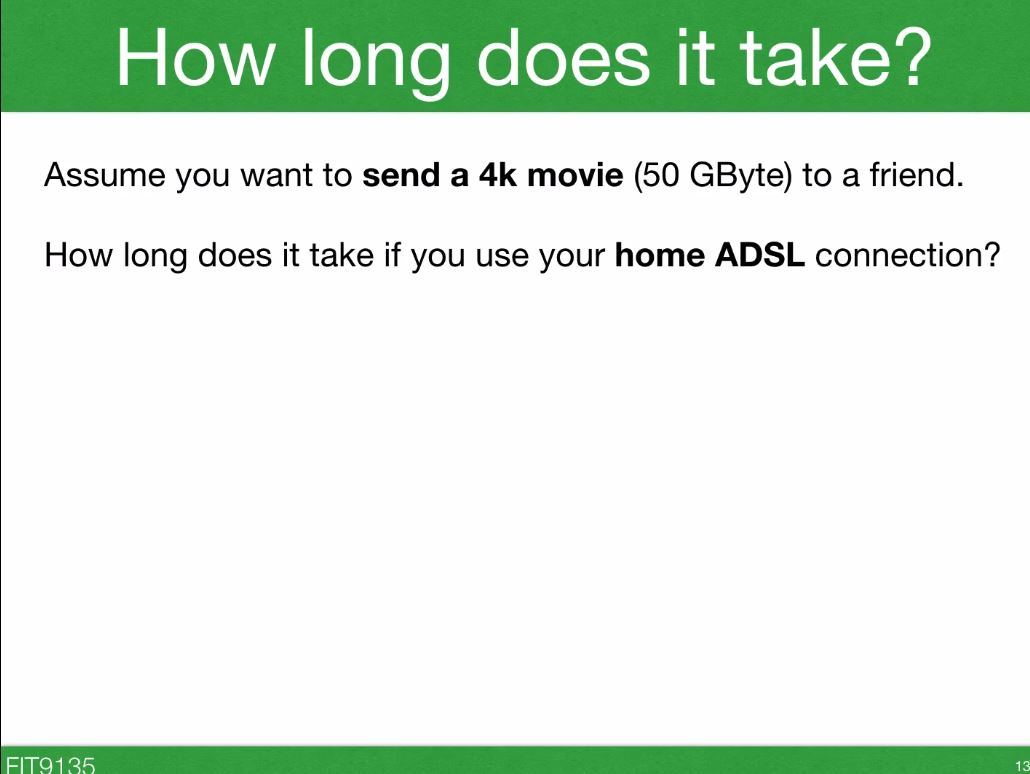 How long does it take?
Assume you want to send a 4k movie (50 GByte) to a friend.
How long does it take if you use your home ADSL connection?
FIT9135
13